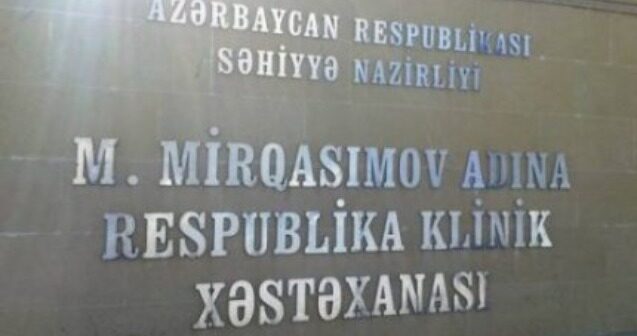 AZƏRBAYCAN RESPUBLİKASI
SƏHİYYƏ NAZİRLİYİ
M. MİRQASIMOV ADINA
RESPUBLİKA KLİNİK
XƏSTƏXANASI